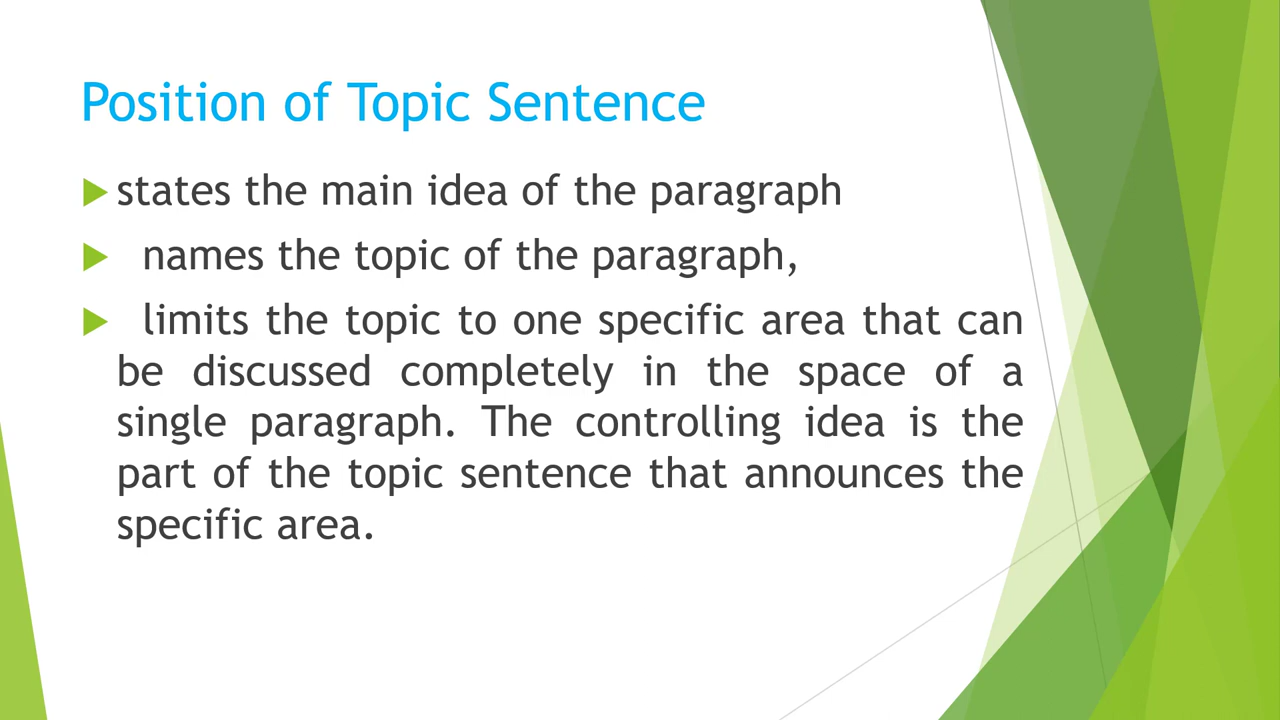 Position of Topic Sentence
states the main idea of the paragraph
names the topic of the paragraph,
limits the topic to one specific area that can
be discussed completely in the space of a
single paragraph. The controlling idea is the
part of the topic sentence that announces the
specific area.